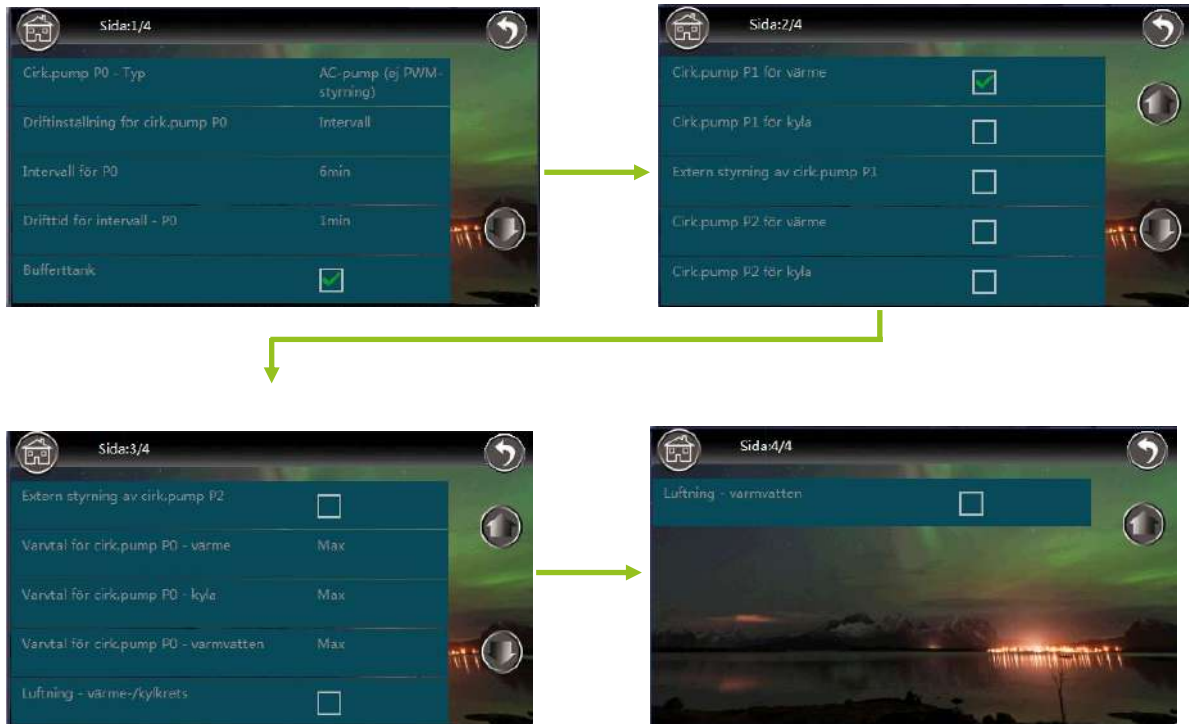 Sida:1/4
Cirk.pump P0 - Typ
AC-pump (ej PWM-
styrning)
Driftinställning för cirk.pump P0
Intervall
Intervall för P0
6min
Drifttid för intervall - P0
1min
Bufferttank
Sida:2/4
Cirk.pump P1 för värme
Cirk.pump P1 för kyla
Extern styrning av cirk.pump P1
Cirk.pump P2 för värme
Cirk.pump P2 för kyla
Sida:3/4
Extern styrning av cirk.pump P2
Varvtal för cirk.pump P0 - värme
Max
Varvtal för cirk.pump P0 - kyla
Max
Varvtal för cirk.pump P0 - varmvatten
Max
Luftning - värme-/kylkrets
Sida:4/4
Luftning - varmvatten